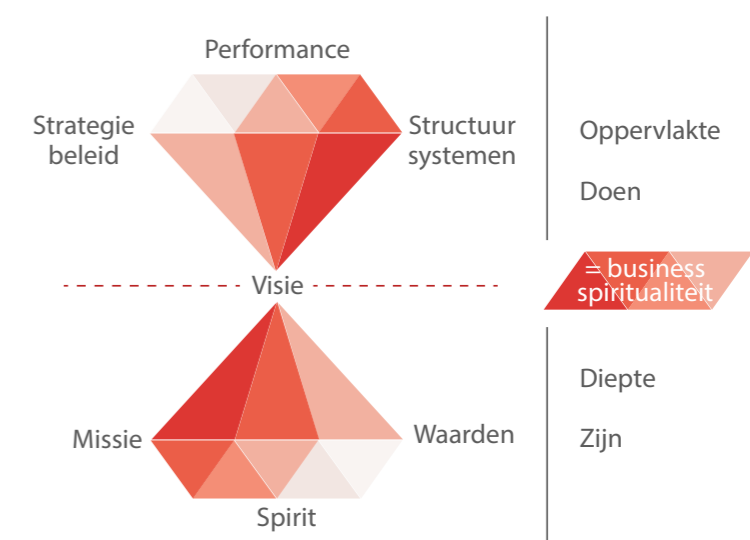 Performance
Strategie
beleid
Structuur
systemen
Oppervlakte
Doen
Visie
= business
spiritualiteit
Diepte
Missie
Waarden
Zijn
Spirit